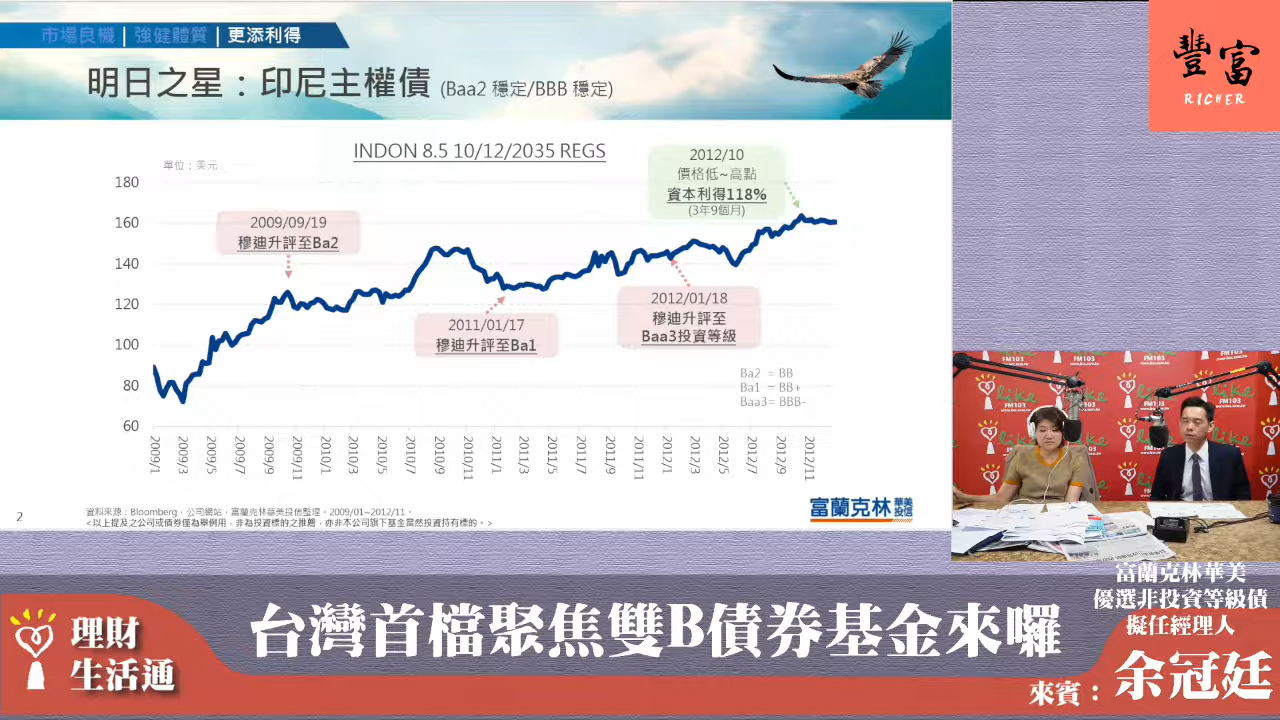 市場良機 | 強健體質 | 更添利得
明日之星：印尼主權債 (Baa2 穩定/BBB 穩定)
豐富
RICHER
INDON 8.5 10/12/2035 REGS
單位：美元
180
160
140
120
100
80
60
2009/09/19
穆迪升評至Ba2
2011/01/17
穆迪升評至Ba1
2012/01/18
穆迪升評至
Baa3投資等級
2012/10
價格低~高點
資本利得118%
(3年9個月)
Ba2 = BB
Ba1 = BB+
Baa3= BBB-
2009/1
2009/3
2009/5
2009/7
2009/9
2009/11
2010/1
2010/3
2010/5
2010/7
2010/9
2010/11
2011/1
2011/3
2011/5
2011/7
2011/9
2011/11
2012/1
2012/3
2012/5
2012/7
2012/9
2012/11
2
資料來源：Bloomberg，公司網站，富蘭克林華美投信整理。2009/01~2012/11。
<以上提及之公司或債券僅為舉例用，非為投資標的之推薦，亦非本公司旗下基金當然投資持有標的。>
富蘭克林 華美投信
FM103
like
理財
生活通
台灣首檔聚焦雙B債券基金來囉
富蘭克林華美
優選非投資等級債
擬任經理人
來賓：余冠廷